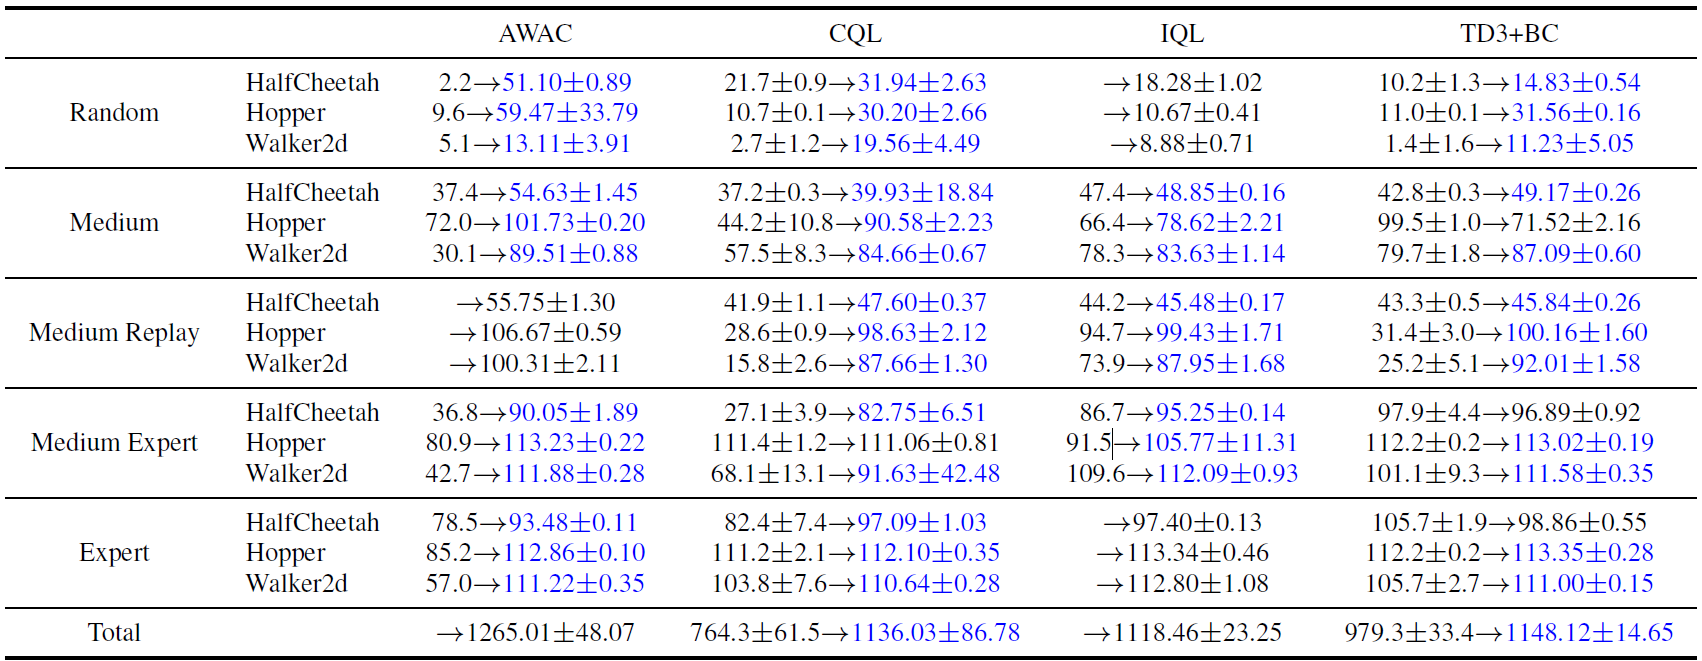 AWAC CQL IQL TD3+BC
HalfCheetah 2.2→51.10±0.89 21.7±0.9→31.94±2.63 →18.28±1.02 10.2±1.3→14.83±0.54
Random Hopper 9.6→59.47±33.79 10.7±0.1→30.20±2.66 →10.67±0.41 11.0±0.1→31.56±0.16
Walker2d 5.1→13.11±3.91 2.7±1.2→19.56±4.49 →8.88±0.71 1.4±1.6→11.23±5.05
HalfCheetah 37.4→54.63±1.45 37.2±0.3→39.93±18.84 47.4→48.85±0.16 42.8±0.3→49.17±0.26
Medium Hopper 72.0→101.73±0.20 44.2±10.8→90.58±2.23 66.4→78.62±2.21 99.5±1.0→71.52±2.16
Walker2d 30.1→89.51±0.88 57.5±8.3→84.66±0.67 78.3→83.63±1.14 79.7±1.8→87.09±0.60
HalfCheetah →55.75±1.30 41.9±1.1→47.60±0.37 44.2→45.48±0.17 43.3±0.5→45.84±0.26
Medium Replay Hopper →106.67±0.59 28.6±0.9→98.63±2.12 94.7→99.43±1.71 31.4±3.0→100.16±1.60
Walker2d →100.31±2.11 15.8±2.6→87.66±1.30 73.9→87.95±1.68 25.2±5.1→92.01±1.58
HalfCheetah 36.8→90.05±1.89 27.1±3.9→82.75±6.51 86.7→95.25±0.14 97.9±4.4→96.89±0.92
Medium Expert Hopper 80.9→113.23±0.22 111.4±1.2→111.06±0.81 91.5→105.77±11.31 112.2±0.2→113.02±0.19
Walker2d 42.7→111.88±0.28 68.1±13.1→91.63±42.48 109.6→112.09±0.93 101.1±9.3→111.58±0.35
HalfCheetah 78.5→93.48±0.11 82.4±7.4→97.09±1.03 →97.40±0.13 105.7±1.9→98.86±0.55
Expert Hopper 85.2→112.86±0.10 111.2±2.1→112.10±0.35 →113.34±0.46 112.2±0.2→113.35±0.28
Walker2d 57.0→111.22±0.35 103.8±7.6→110.64±0.28 →112.80±1.08 105.7±2.7→111.00±0.15
Total →1265.01±48.07 764.3±61.5→1136.03±86.78 →1118.46±23.25 979.3±33.4→1148.12±14.65